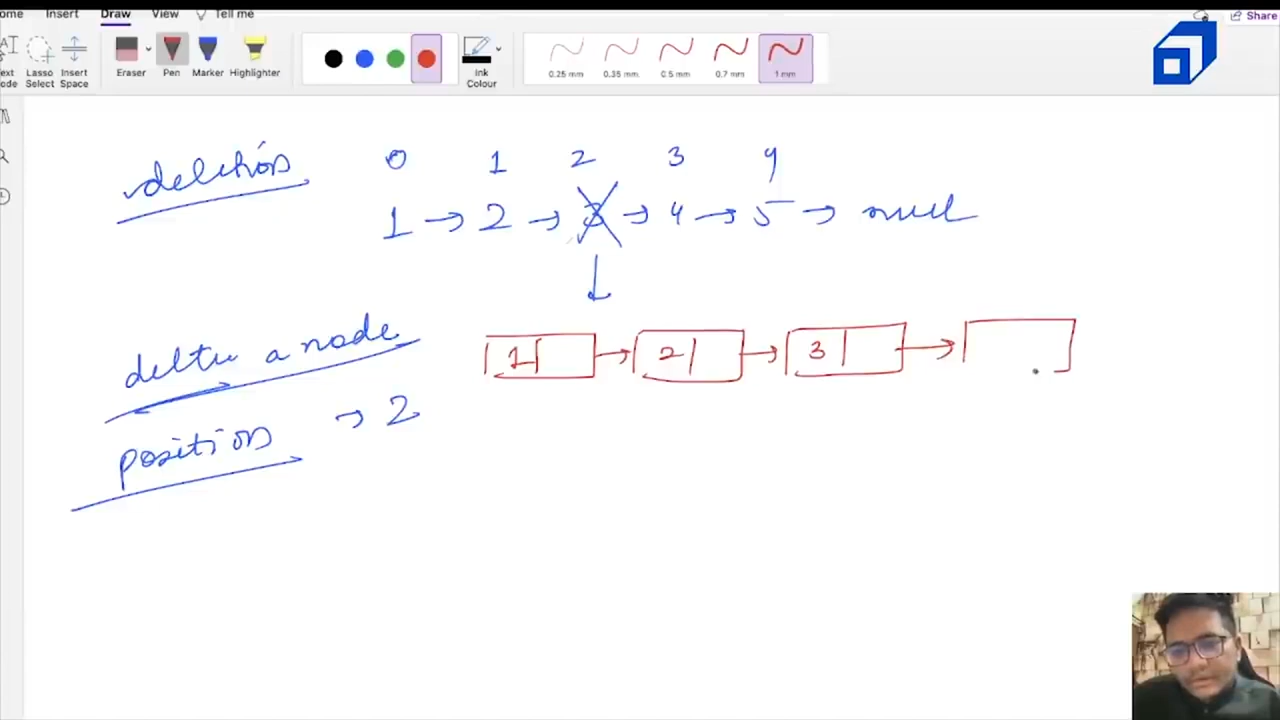 ome Insert Draw View Tell me Share
Eraser Pen Marker Highlighter
Text Mode Lasso Select Insert Space Ink Colour 0.25 mm 0.35 mm 0.5 mm 0.7 mm 1 mm
deletion 0 1 2 3 4
1 → 2 → 3 → 4 → 5 → null
↓
delete a node
1 → 2 → 3 →
position → 2